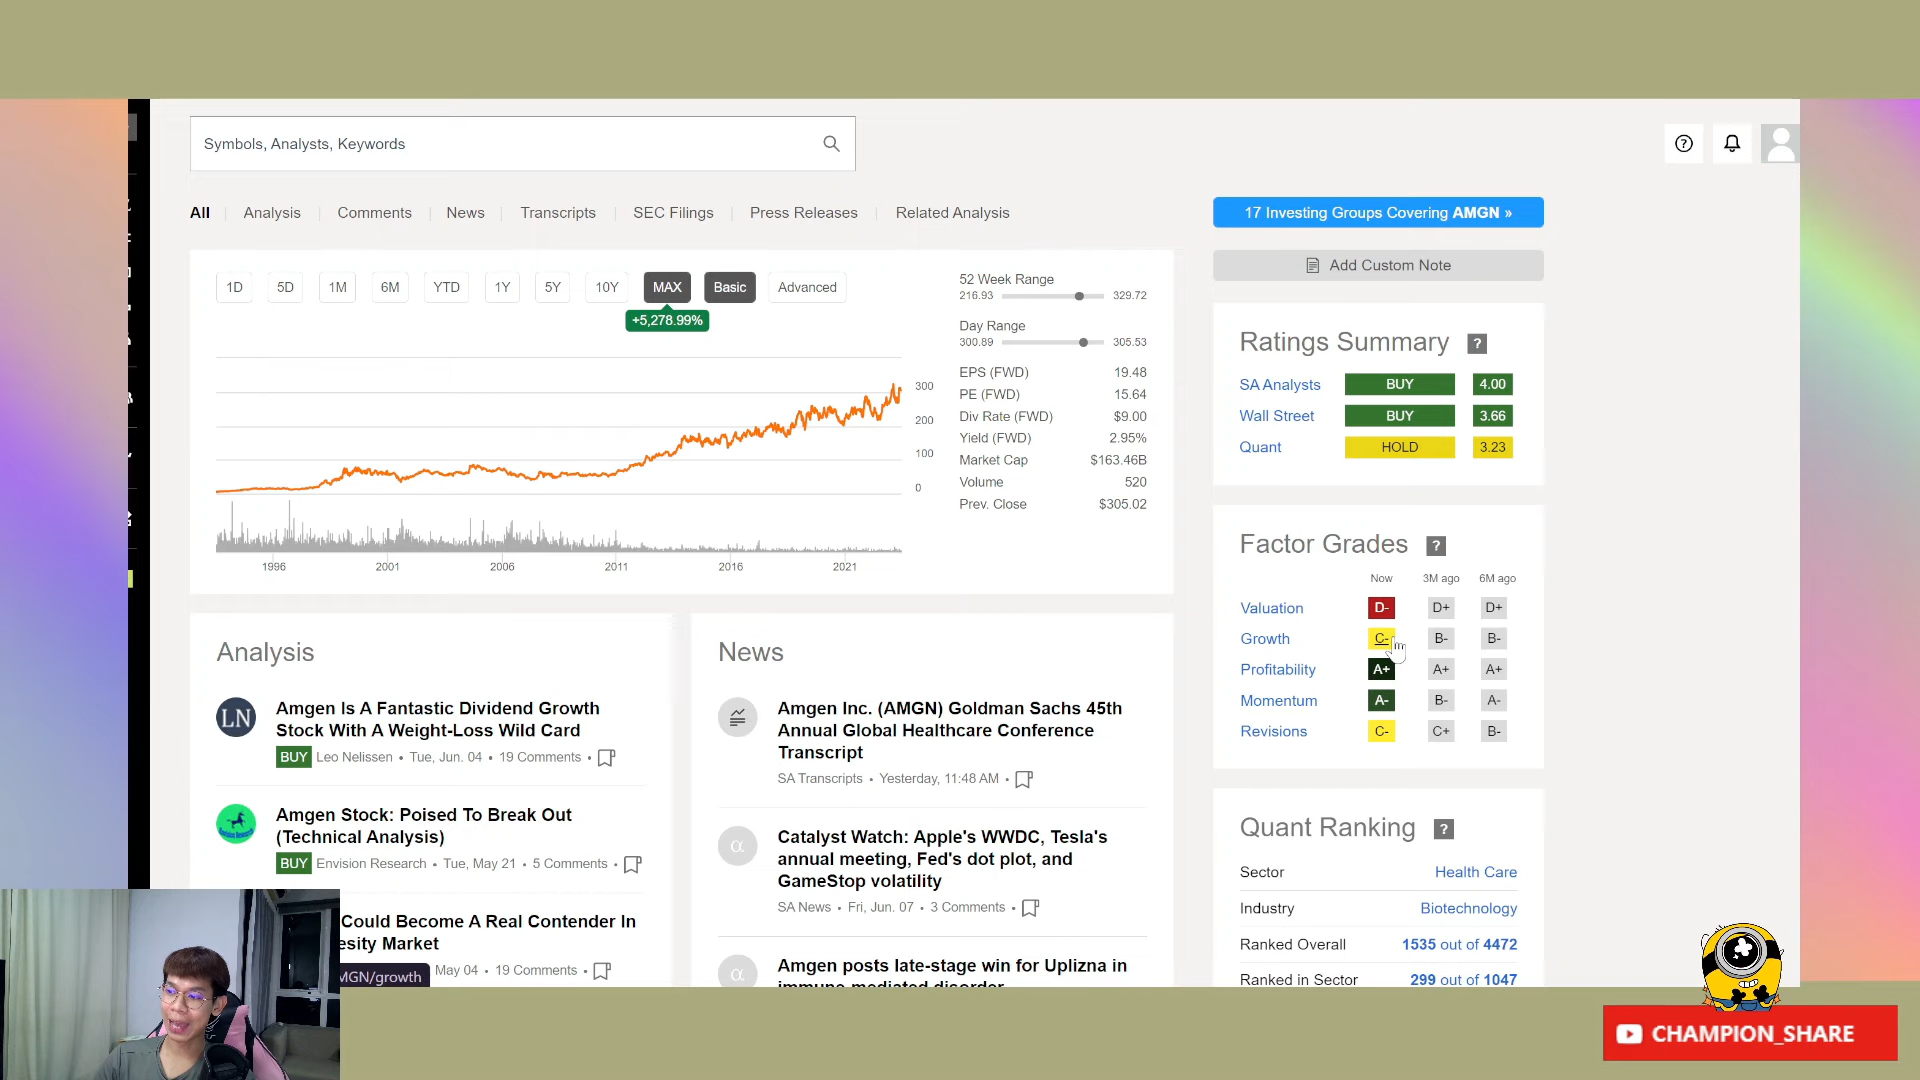 Symbols, Analysts, Keywords
All Analysis Comments News Transcripts SEC Filings Press Releases Related Analysis
17 Investing Groups Covering AMGN »
Add Custom Note
1D 5D 1M 6M YTD 1Y 5Y 10Y MAX Basic Advanced
+5,278.99%
300
200
100
0
1996 2001 2006 2011 2016 2021
52 Week Range
216.93 329.72
Day Range
300.89 305.53
EPS (FWD) 19.48
PE (FWD) 15.64
Div Rate (FWD) $9.00
Yield (FWD) 2.95%
Market Cap $163.46B
Volume 520
Prev. Close $305.02
Ratings Summary ?
SA Analysts BUY 4.00
Wall Street BUY 3.66
Quant HOLD 3.23
Factor Grades ?
Now 3M ago 6M ago
Valuation D- D+ D+
Growth C- B- B-
Profitability A+ A+ A+
Momentum A- B- A-
Revisions C- C+ B-
Quant Ranking ?
Sector Health Care
Industry Biotechnology
Ranked Overall 1535 out of 4472
Ranked in Sector 299 out of 1047
Analysis
LN
Amgen Is A Fantastic Dividend Growth
Stock With A Weight-Loss Wild Card
BUY Leo Nelissen • Tue, Jun. 04 • 19 Comments •
Amgen Stock: Poised To Break Out
(Technical Analysis)
BUY Envision Research • Tue, May 21 • 5 Comments •
Could Become A Real Contender In
esity Market
MGN/growth May 04 • 19 Comments •
News
Amgen Inc. (AMGN) Goldman Sachs 45th
Annual Global Healthcare Conference
Transcript
SA Transcripts • Yesterday, 11:48 AM •
α
Catalyst Watch: Apple's WWDC, Tesla's
annual meeting, Fed's dot plot, and
GameStop volatility
SA News • Fri, Jun. 07 • 3 Comments •
α
Amgen posts late-stage win for Uplizna in
immune-mediated disorder
CHAMPION_SHARE